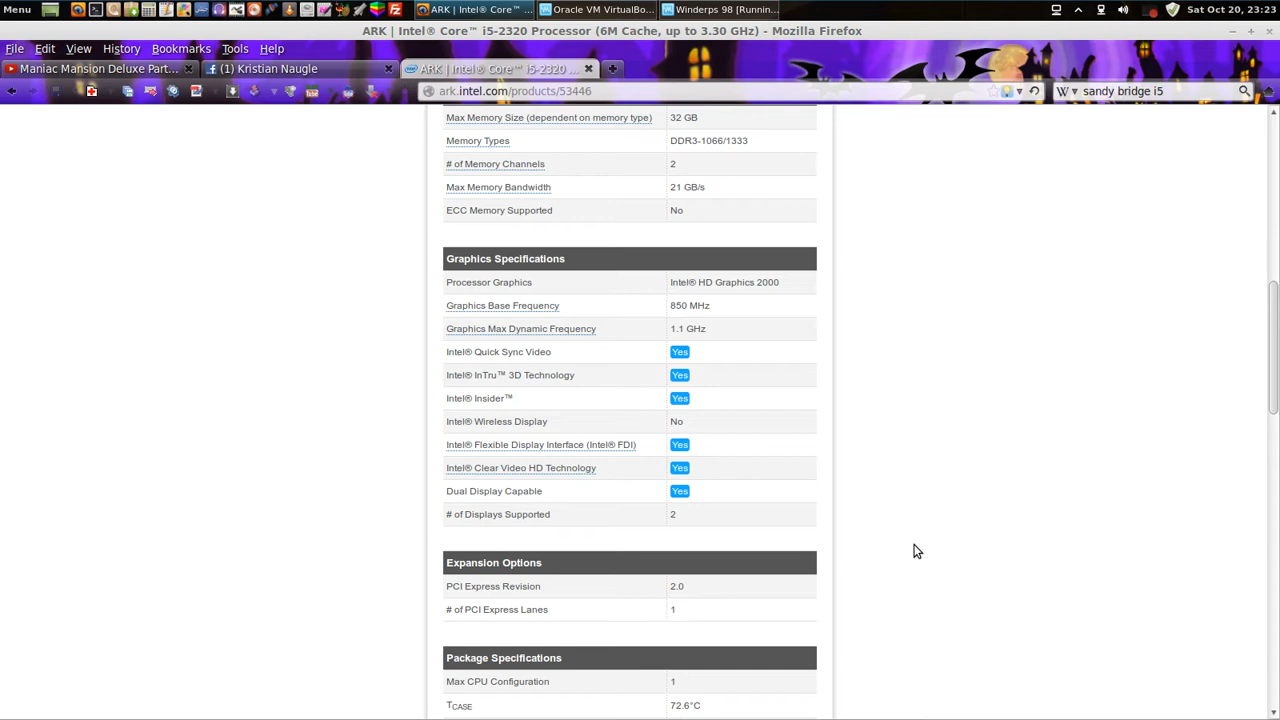 Menu
ARK | Intel® Core™ ...
Oracle VM VirtualBo...
Winderps 98 [Runnin...
Sat Oct 20, 23:23
ARK | Intel® Core™ i5-2320 Processor (6M Cache, up to 3.30 GHz) - Mozilla Firefox
File Edit View History Bookmarks Tools Help
Maniac Mansion Deluxe Part...
(1) Kristian Naugle
ARK | Intel® Core™ i5-2320 ...
ark.intel.com/products/53446
sandy bridge i5
Max Memory Size (dependent on memory type) 32 GB
Memory Types DDR3-1066/1333
# of Memory Channels 2
Max Memory Bandwidth 21 GB/s
ECC Memory Supported No
Graphics Specifications
Processor Graphics Intel® HD Graphics 2000
Graphics Base Frequency 850 MHz
Graphics Max Dynamic Frequency 1.1 GHz
Intel® Quick Sync Video Yes
Intel® InTru™ 3D Technology Yes
Intel® Insider™ Yes
Intel® Wireless Display No
Intel® Flexible Display Interface (Intel® FDI) Yes
Intel® Clear Video HD Technology Yes
Dual Display Capable Yes
# of Displays Supported 2
Expansion Options
PCI Express Revision 2.0
# of PCI Express Lanes 1
Package Specifications
Max CPU Configuration 1
TCASE 72.6°C